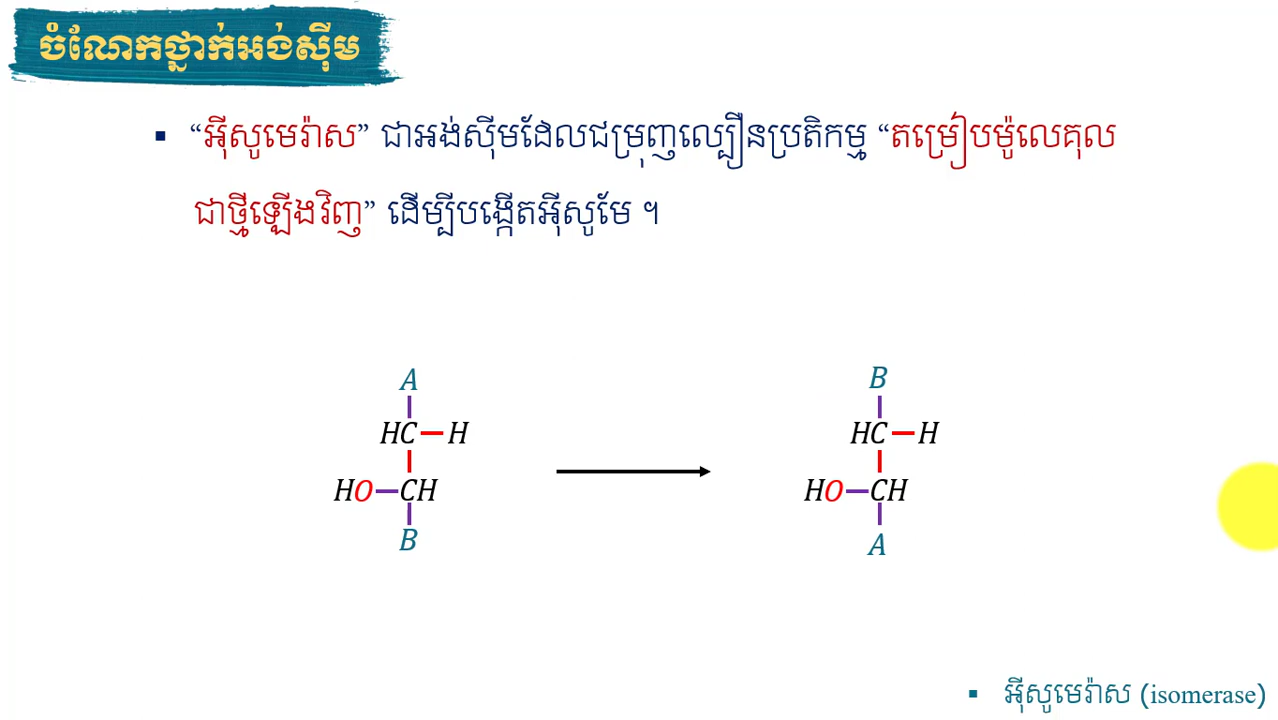 ចំណែកថ្នាក់អង់ស៊ីម
▪ “អ៊ីសូមេរ៉ាស” ជាអង់ស៊ីមដែលជម្រុញល្បឿនប្រតិកម្ម “តម្រៀបម៉ូលេគុល
ជាថ្មីឡើងវិញ” ដើម្បីបង្កើតអ៊ីសូមែ ។
A
HC – H
HO – CH
B
B
HC – H
HO – CH
A
▪ អ៊ីសូមេរ៉ាស (isomerase)